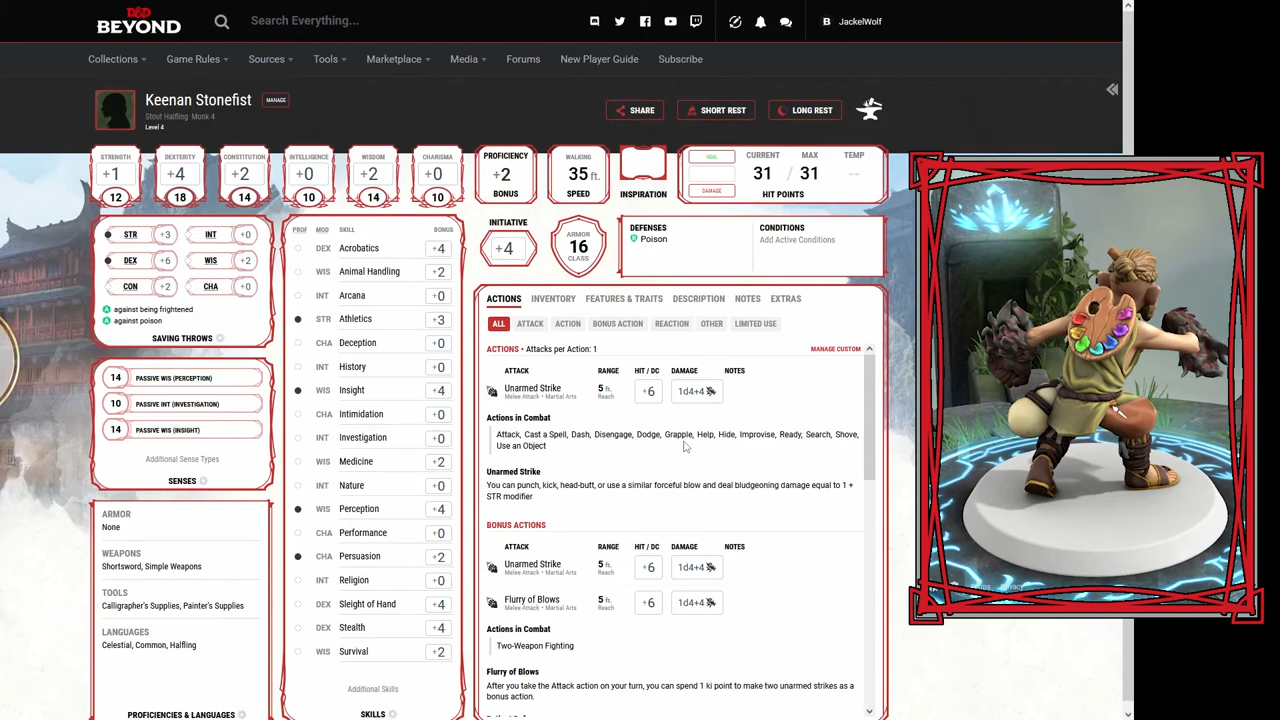 D&D
BEYOND
Search Everything...
B JackelWolf
Collections Game Rules Sources Tools Marketplace Media Forums New Player Guide Subscribe
Keenan Stonefist MANAGE
Stout Halfling Monk 4
Level 4
SHARE SHORT REST LONG REST
STRENGTH
+1
12
DEXTERITY
+4
18
CONSTITUTION
+2
14
INTELLIGENCE
+0
10
WISDOM
+2
14
CHARISMA
+0
10
PROFICIENCY
+2
BONUS
WALKING
35 ft.
SPEED
INSPIRATION
HEAL
DAMAGE
CURRENT MAX TEMP
31 / 31 --
HIT POINTS
STR +3 INT +0
DEX +6 WIS +2
CON +2 CHA +0
A against being frightened
A against poison
SAVING THROWS
14 PASSIVE WIS (PERCEPTION)
10 PASSIVE INT (INVESTIGATION)
14 PASSIVE WIS (INSIGHT)
Additional Sense Types
SENSES
ARMOR
None
WEAPONS
Shortsword, Simple Weapons
TOOLS
Calligrapher's Supplies, Painter's Supplies
LANGUAGES
Celestial, Common, Halfling
PROFICIENCIES & LANGUAGES
PROF MOD SKILL BONUS
DEX Acrobatics +4
WIS Animal Handling +2
INT Arcana +0
STR Athletics +3
CHA Deception +0
INT History +0
WIS Insight +4
CHA Intimidation +0
INT Investigation +0
WIS Medicine +2
INT Nature +0
WIS Perception +4
CHA Performance +0
CHA Persuasion +2
INT Religion +0
DEX Sleight of Hand +4
DEX Stealth +4
WIS Survival +2
Additional Skills
SKILLS
INITIATIVE
+4
ARMOR
16
CLASS
DEFENSES
Poison
CONDITIONS
Add Active Conditions
ACTIONS INVENTORY FEATURES & TRAITS DESCRIPTION NOTES EXTRAS
ALL ATTACK ACTION BONUS ACTION REACTION OTHER LIMITED USE
ACTIONS • Attacks per Action: 1 MANAGE CUSTOM
ATTACK RANGE HIT / DC DAMAGE NOTES
Unarmed Strike 5 ft. +6 1d4+4
Melee Attack • Martial Arts Reach
Actions in Combat
Attack, Cast a Spell, Dash, Disengage, Dodge, Grapple, Help, Hide, Improvise, Ready, Search, Shove,
Use an Object
Unarmed Strike
You can punch, kick, head-butt, or use a similar forceful blow and deal bludgeoning damage equal to 1 +
STR modifier
BONUS ACTIONS
ATTACK RANGE HIT / DC DAMAGE NOTES
Unarmed Strike 5 ft. +6 1d4+4
Melee Attack • Martial Arts Reach
Flurry of Blows 5 ft. +6 1d4+4
Melee Attack • Martial Arts Reach
Actions in Combat
Two-Weapon Fighting
Flurry of Blows
After you take the Attack action on your turn, you can spend 1 ki point to make two unarmed strikes as a
bonus action.
Terms Privacy